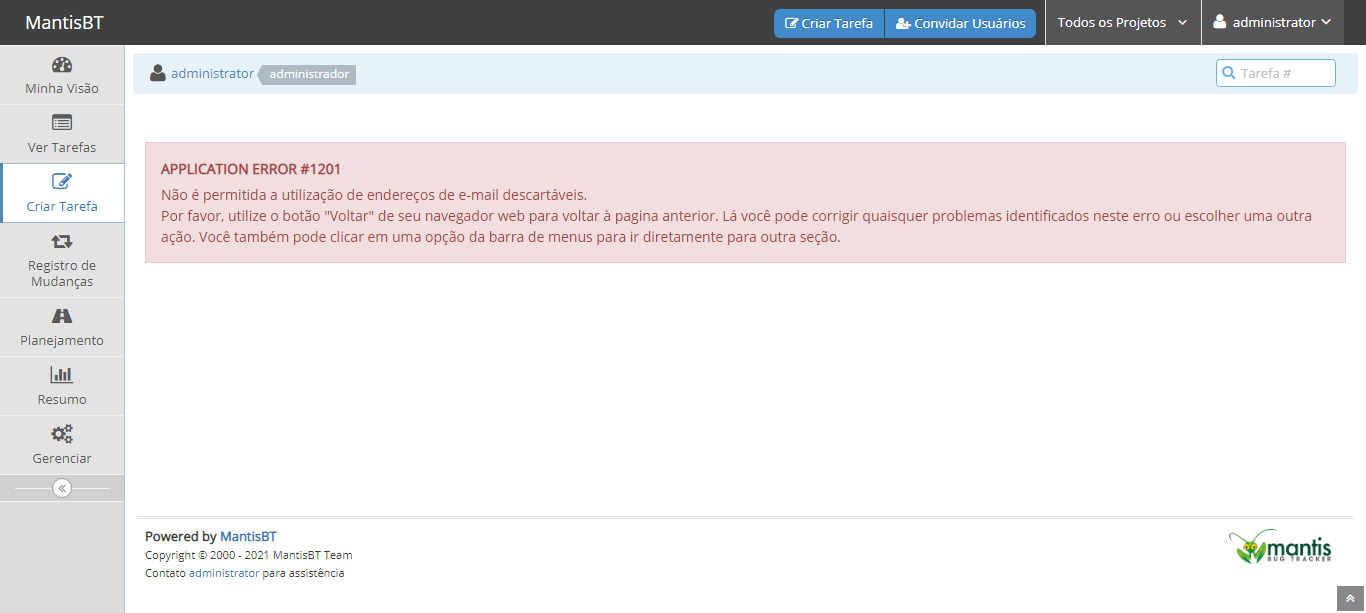 MantisBT
Criar Tarefa
Convidar Usuários
Todos os Projetos
administrator
Minha Visão
Ver Tarefas
Criar Tarefa
Registro de
Mudanças
Planejamento
Resumo
Gerenciar
administrator administrador
Tarefa #
APPLICATION ERROR #1201
Não é permitida a utilização de endereços de e-mail descartáveis.
Por favor, utilize o botão "Voltar" de seu navegador web para voltar à pagina anterior. Lá você pode corrigir quaisquer problemas identificados neste erro ou escolher uma outra
ação. Você também pode clicar em uma opção da barra de menus para ir diretamente para outra seção.
Powered by MantisBT
Copyright © 2000 - 2021 MantisBT Team
Contato administrator para assistência
mantis
BUG TRACKER